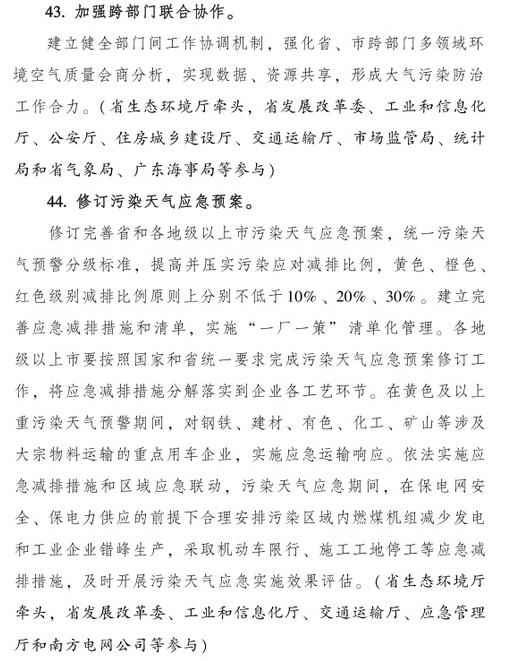 43. 加强跨部门联合协作。
建立健全部门间工作协调机制，强化省、市跨部门多领域环
境空气质量会商分析，实现数据、资源共享，形成大气污染防治
工作合力。（省生态环境厅牵头，省发展改革委、工业和信息化
厅、公安厅、住房城乡建设厅、交通运输厅、市场监管局、统计
局和省气象局、广东海事局等参与）
44. 修订污染天气应急预案。
修订完善省和各地级以上市污染天气应急预案，统一污染天
气预警分级标准，提高并压实污染应对减排比例，黄色、橙色、
红色级别减排比例原则上分别不低于 10%、20%、30%。建立完
善应急减排措施和清单，实施“一厂一策”清单化管理。各地
级以上市要按照国家和省统一要求完成污染天气应急预案修订工
作，将应急减排措施分解落实到企业各工艺环节。在黄色及以上
重污染天气预警期间，对钢铁、建材、有色、化工、矿山等涉及
大宗物料运输的重点用车企业，实施应急运输响应。依法实施应
急减排措施和区域应急联动，污染天气应急期间，在保电网安
全、保电力供应的前提下合理安排污染区域内燃煤机组减少发电
和工业企业错峰生产，采取机动车限行、施工工地停工等应急减
排措施，及时开展污染天气应急实施效果评估。（省生态环境厅
牵头，省发展改革委、工业和信息化厅、交通运输厅、应急管理
厅和南方电网公司等参与）